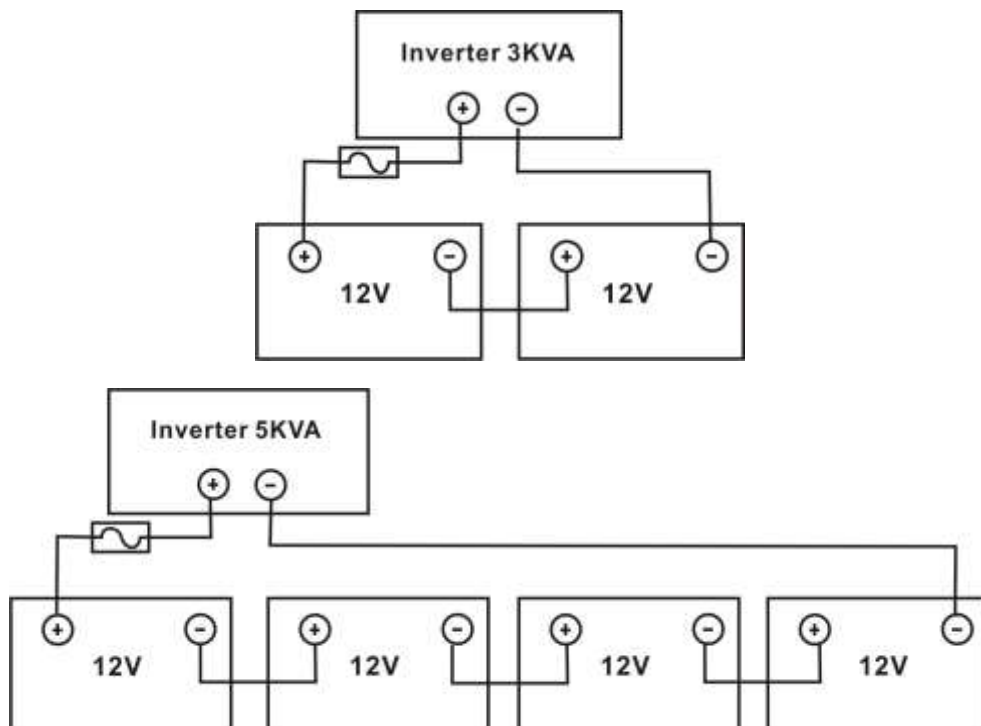 Inverter 3KVA
+ −
+ − + −
12V 12V
Inverter 5KVA
+ −
+ − + − + − + −
12V 12V 12V 12V